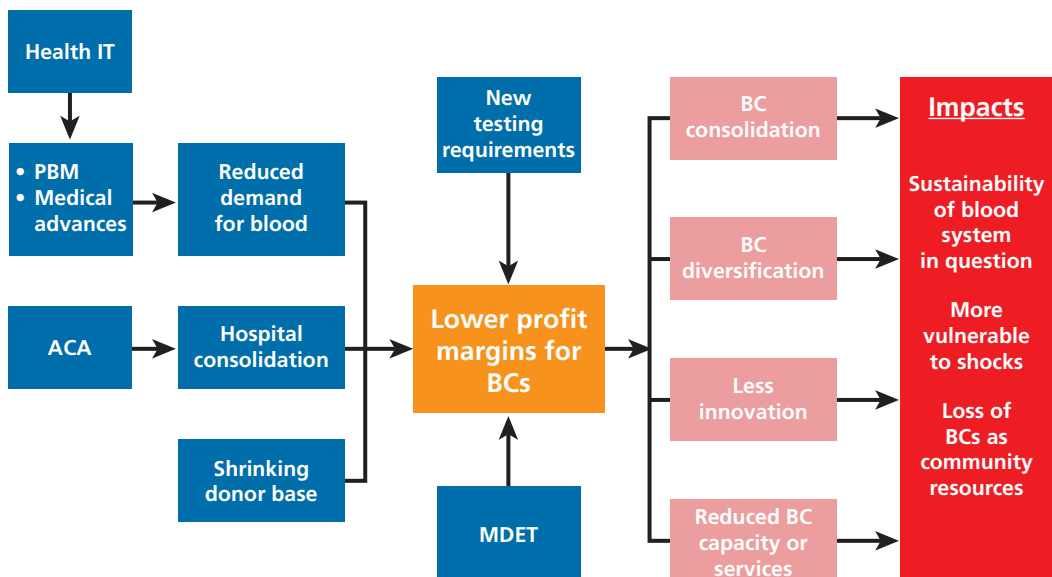 Health IT
• PBM
• Medical
advances
Reduced
demand
for blood
ACA
Hospital
consolidation
Shrinking
donor base
New
testing
requirements
Lower profit
margins for
BCs
MDET
BC
consolidation
BC
diversification
Less
innovation
Reduced BC
capacity or
services
Impacts
Sustainability
of blood
system
in question
More
vulnerable
to shocks
Loss of
BCs as
community
resources